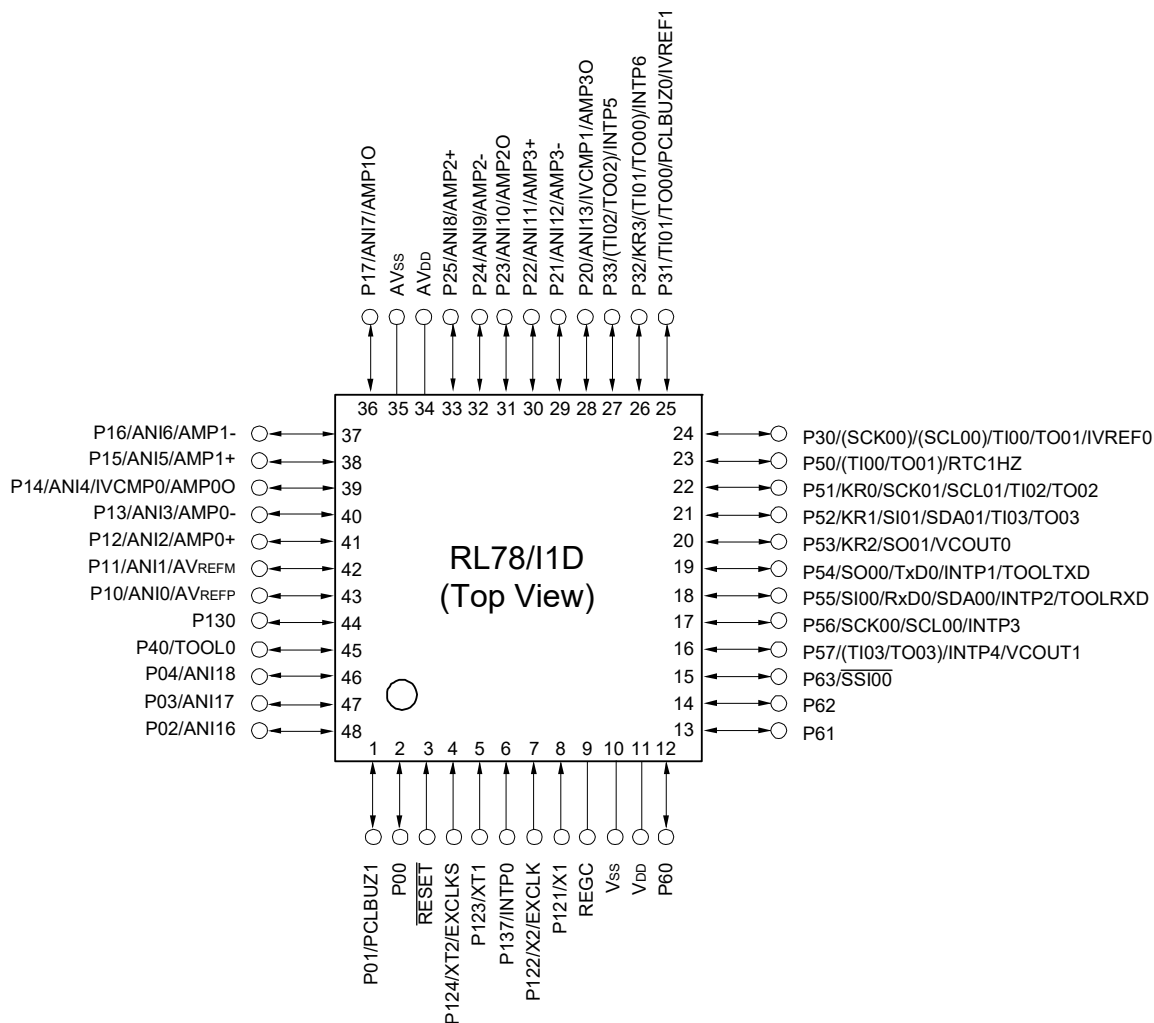 P17/ANI7/AMP1O
AVSS
AVDD
P25/ANI8/AMP2+
P24/ANI9/AMP2-
P23/ANI10/AMP2O
P22/ANI11/AMP3+
P21/ANI12/AMP3-
P20/ANI13/IVCMP1/AMP3O
P33/(TI02/TO02)/INTP5
P32/KR3/(TI01/TO00)/INTP6
P31/TI01/TO00/PCLBUZ0/IVREF1
36 35 34 33 32 31 30 29 28 27 26 25
P16/ANI6/AMP1- 37
P15/ANI5/AMP1+ 38
P14/ANI4/IVCMP0/AMP0O 39
P13/ANI3/AMP0- 40
P12/ANI2/AMP0+ 41
P11/ANI1/AVREFM 42
P10/ANI0/AVREFP 43
P130 44
P40/TOOL0 45
P04/ANI18 46
P03/ANI17 47
P02/ANI16 48
RL78/I1D
(Top View)
24 P30/(SCK00)/(SCL00)/TI00/TO01/IVREF0
23 P50/(TI00/TO01)/RTC1HZ
22 P51/KR0/SCK01/SCL01/TI02/TO02
21 P52/KR1/SI01/SDA01/TI03/TO03
20 P53/KR2/SO01/VCOUT0
19 P54/SO00/TxD0/INTP1/TOOLTXD
18 P55/SI00/RxD0/SDA00/INTP2/TOOLRXD
17 P56/SCK00/SCL00/INTP3
16 P57/(TI03/TO03)/INTP4/VCOUT1
15 P63/SSI00
14 P62
13 P61
1 2 3 4 5 6 7 8 9 10 11 12
P01/PCLBUZ1
P00
RESET
P124/XT2/EXCLKS
P123/XT1
P137/INTP0
P122/X2/EXCLK
P121/X1
REGC
VSS
VDD
P60